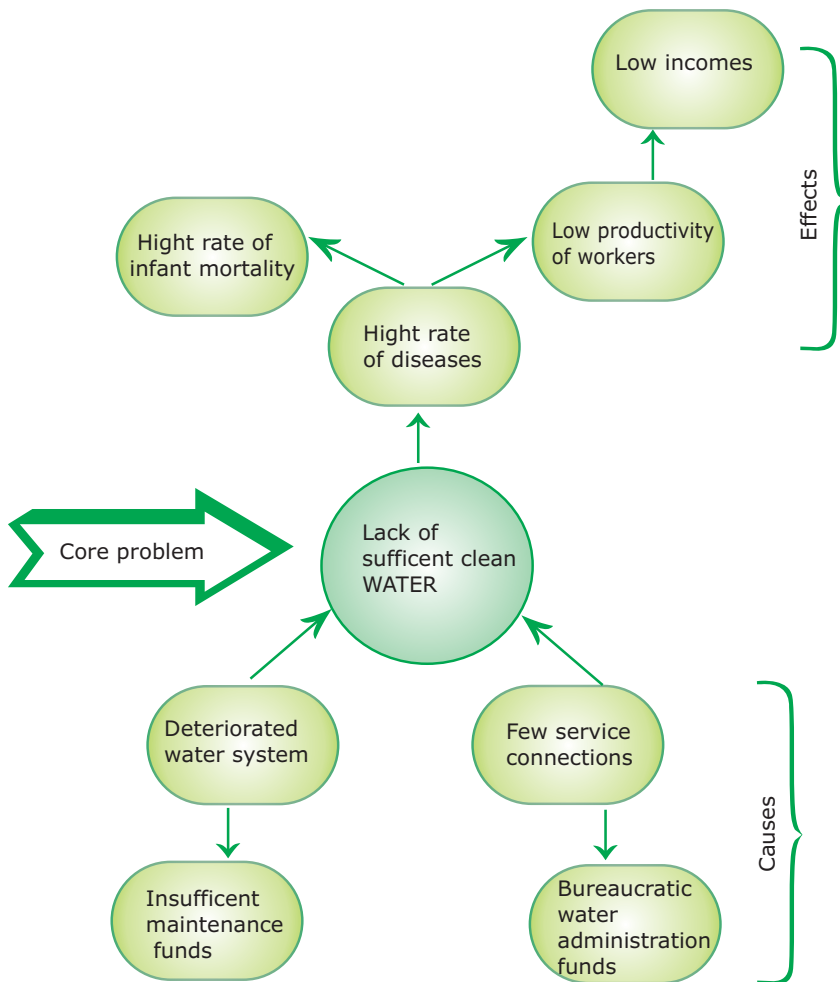 Low incomes
Effects
Hight rate of
infant mortality
Low productivity
of workers
Hight rate
of diseases
Core problem
Lack of
sufficent clean
WATER
Deteriorated
water system
Few service
connections
Causes
Insufficent
maintenance
funds
Bureaucratic
water
administration
funds